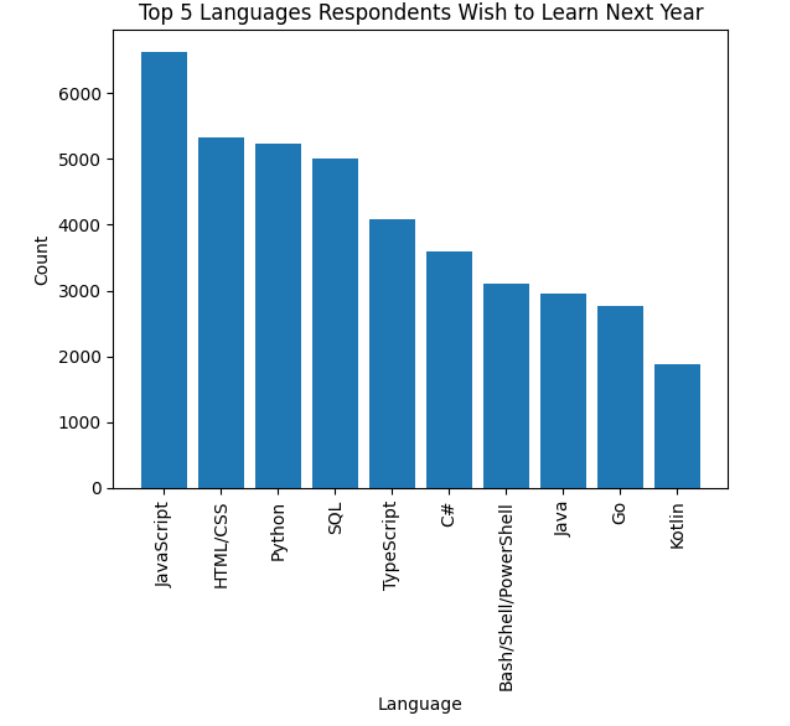 Top 5 Languages Respondents Wish to Learn Next Year
Count
6000
5000
4000
3000
2000
1000
0
JavaScript
HTML/CSS
Python
SQL
TypeScript
C#
Bash/Shell/PowerShell
Java
Go
Kotlin
Language